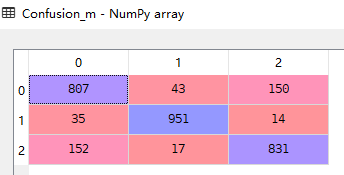 Confusion_m - NumPy array
0 1 2
0 807 43 150
1 35 951 14
2 152 17 831